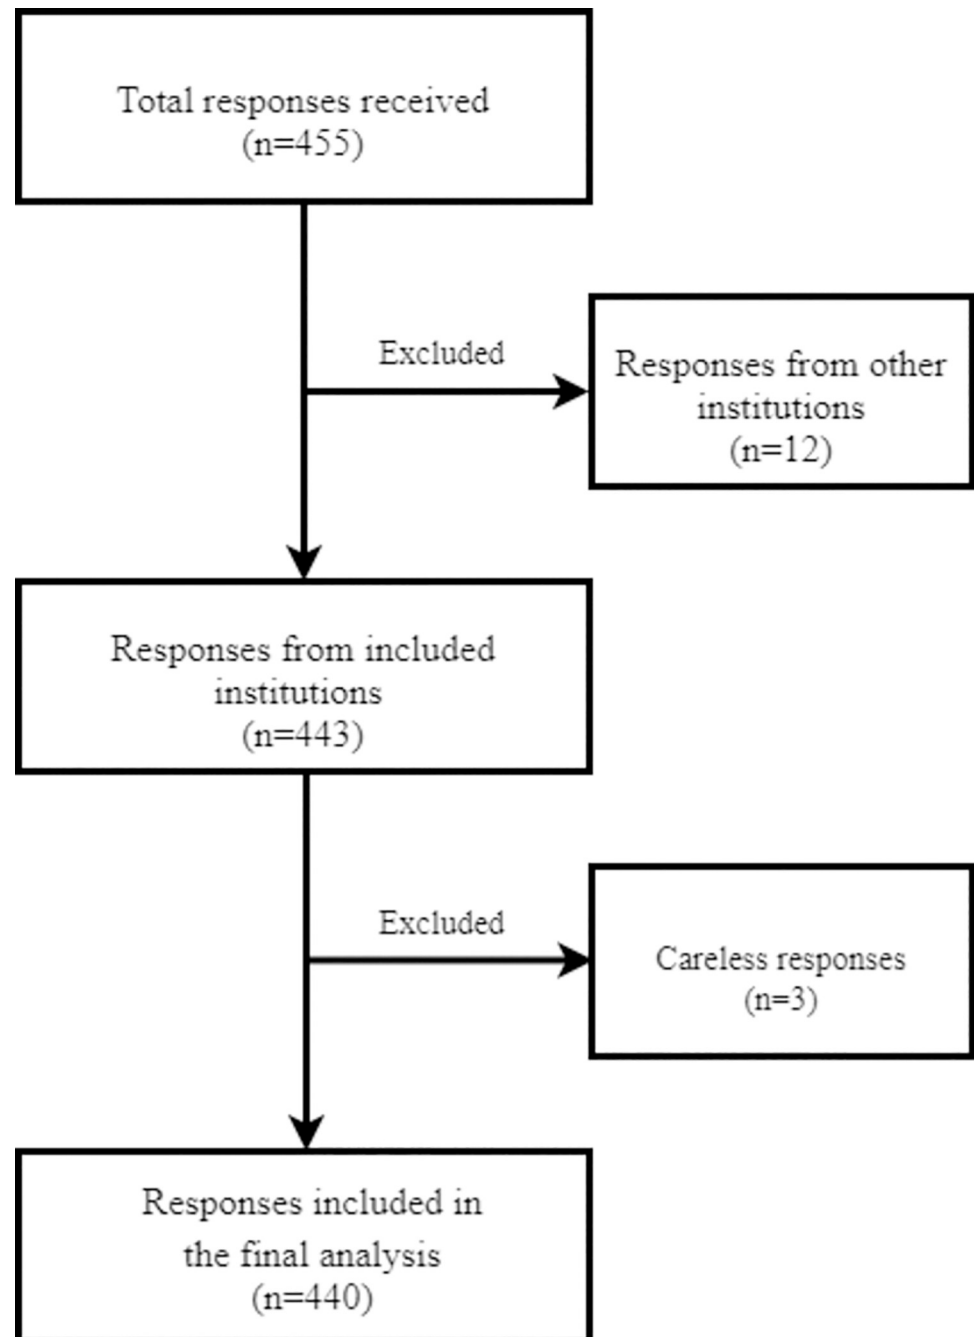 Total responses received
(n=455)
Excluded
Responses from other
institutions
(n=12)
Responses from included
institutions
(n=443)
Excluded
Careless responses
(n=3)
Responses included in
the final analysis
(n=440)